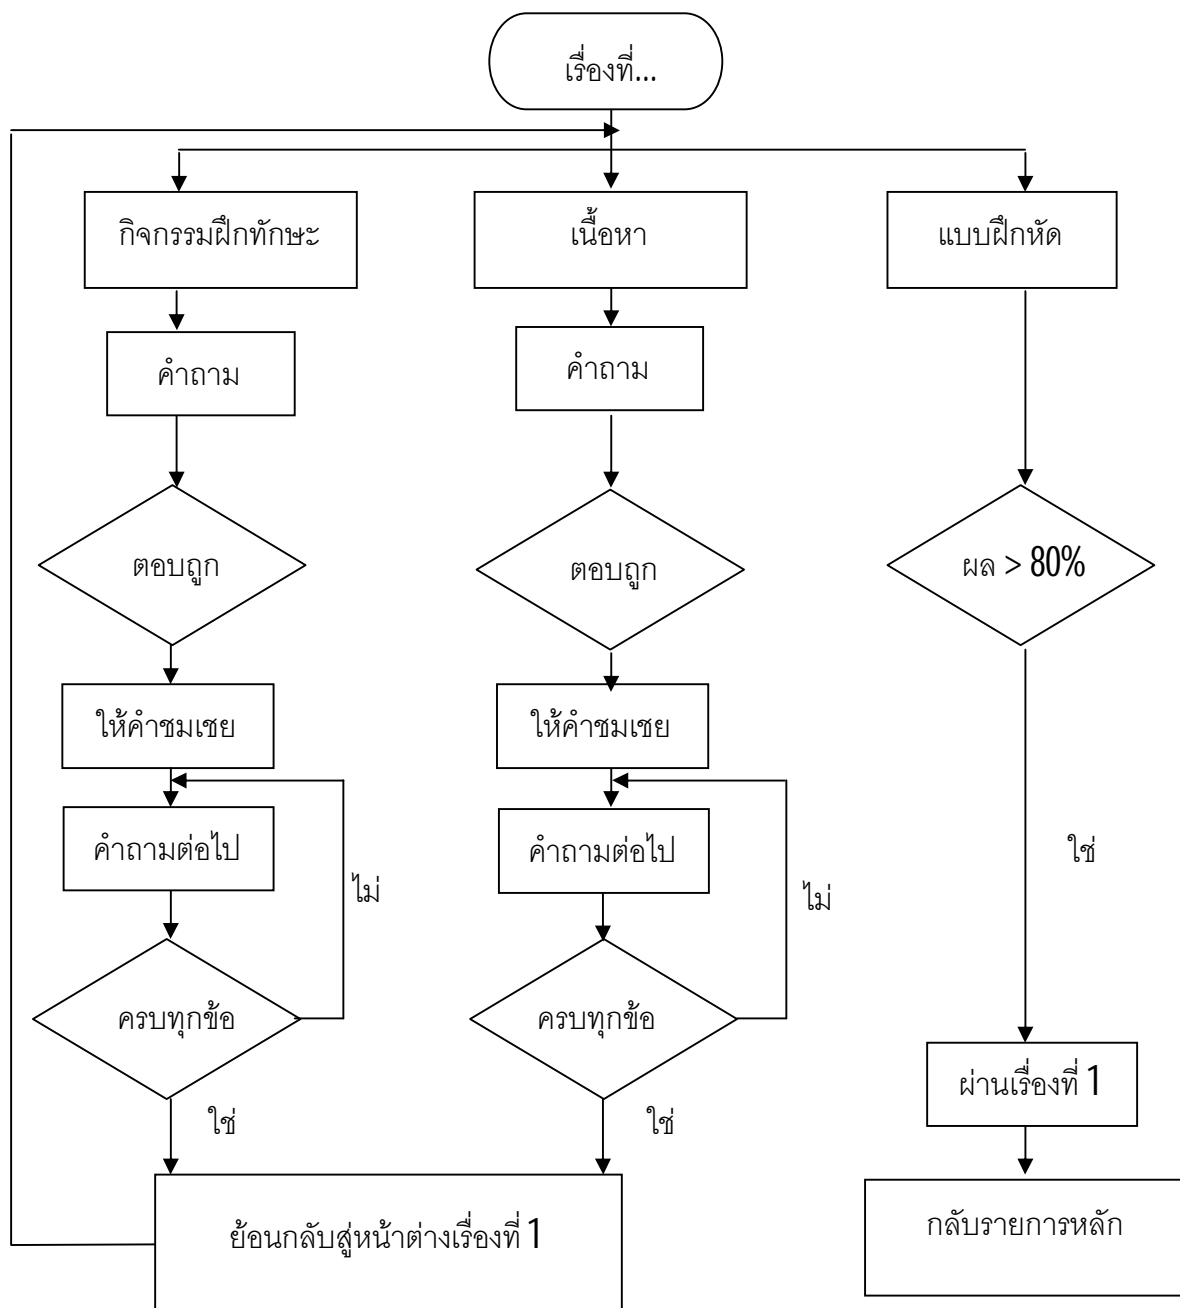 เรื่องที่...
กิจกรรมฝึกทักษะ
เนื้อหา
แบบฝึกหัด
คำถาม
คำถาม
ตอบถูก
ตอบถูก
ผล > 80%
ให้คำชมเชย
ให้คำชมเชย
คำถามต่อไป
คำถามต่อไป
ใช่
ไม่
ไม่
ครบทุกข้อ
ครบทุกข้อ
ผ่านเรื่องที่ 1
ใช่
ใช่
ย้อนกลับสู่หน้าต่างเรื่องที่ 1
กลับรายการหลัก